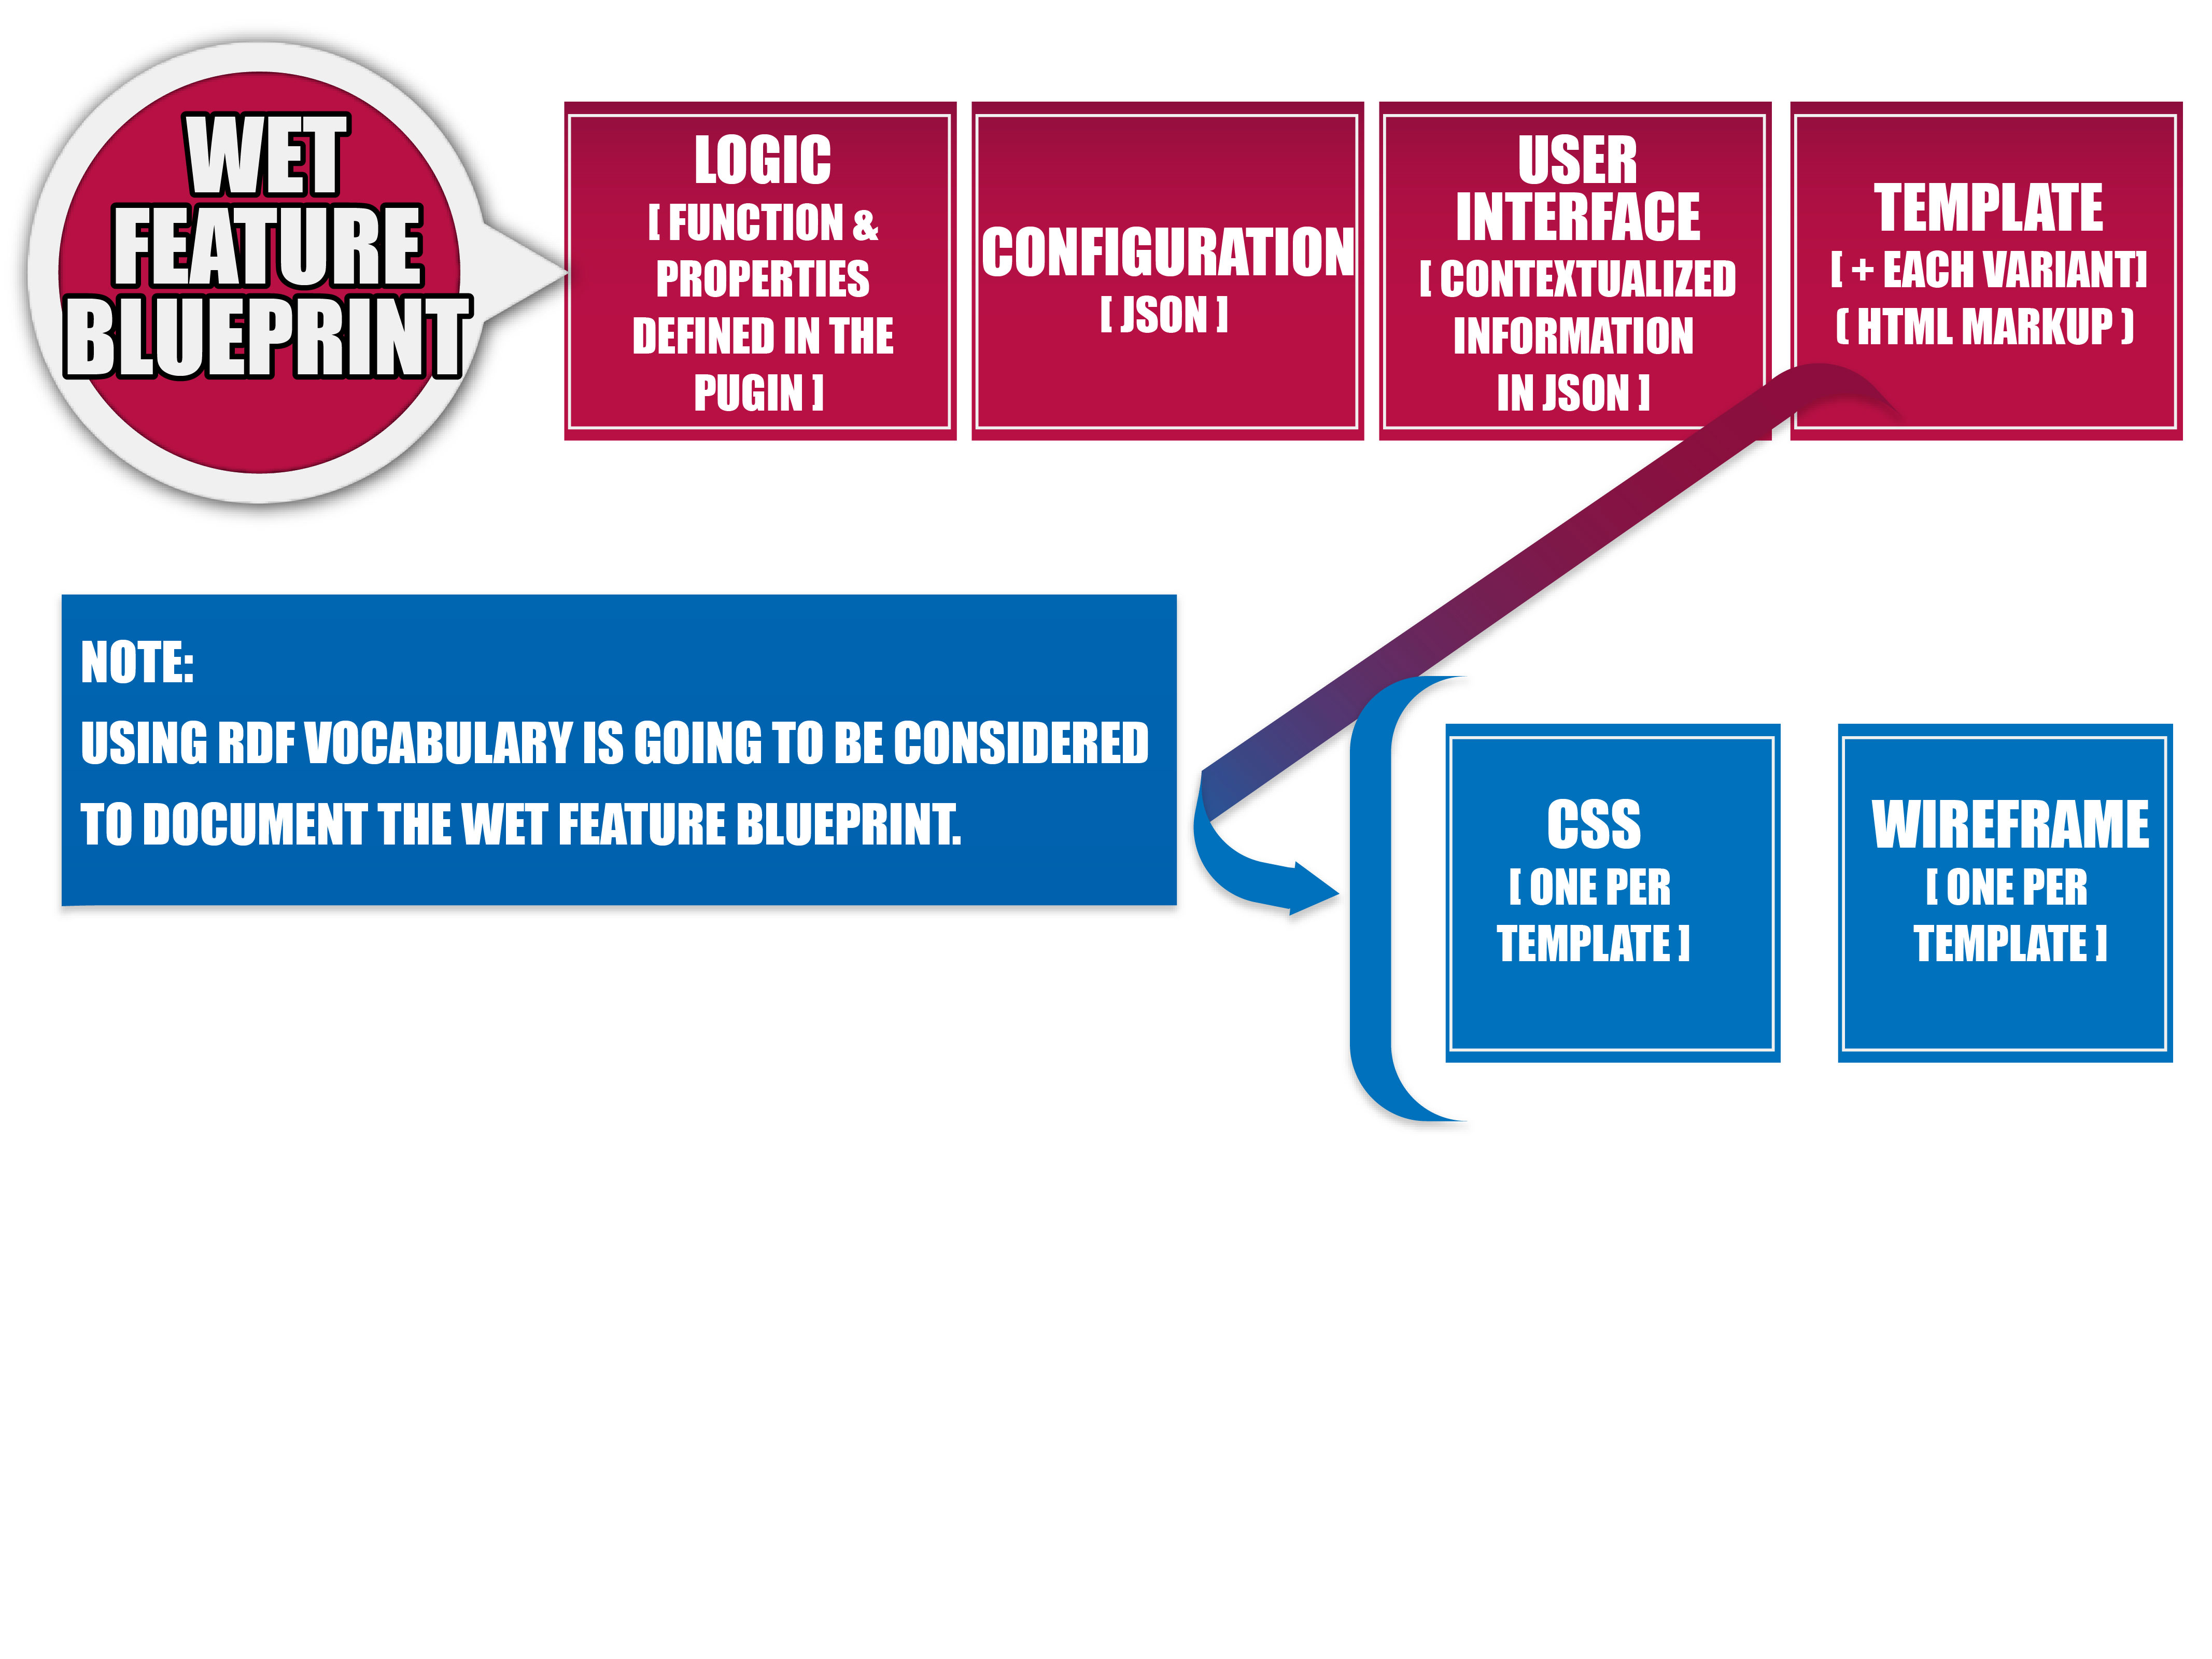 WET
FEATURE
BLUEPRINT
LOGIC
[ FUNCTION &
PROPERTIES
DEFINED IN THE
PUGIN ]
CONFIGURATION
[ JSON ]
USER
INTERFACE
[ CONTEXTUALIZED
INFORMATION
IN JSON ]
TEMPLATE
[ + EACH VARIANT]
( HTML MARKUP )
NOTE:
USING RDF VOCABULARY IS GOING TO BE CONSIDERED
TO DOCUMENT THE WET FEATURE BLUEPRINT.
CSS
[ ONE PER
TEMPLATE ]
WIREFRAME
[ ONE PER
TEMPLATE ]